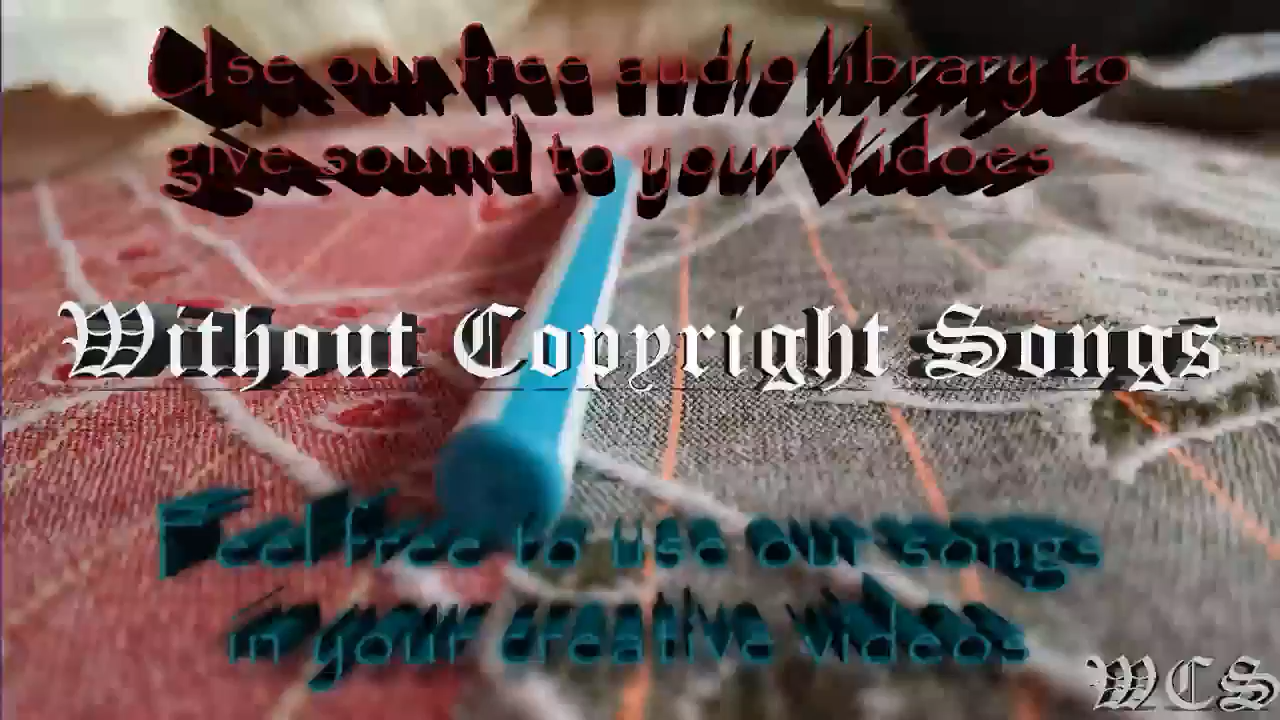 Use our free audio library to
give sound to your Vidoes
Without Copyright Songs
Feel free to use our songs
in your creative videos
WCS